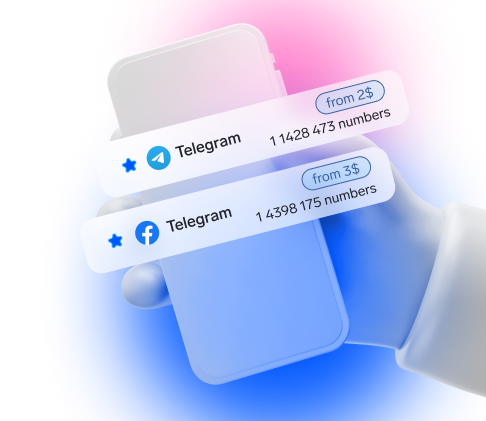 from 2$
Telegram
1 1428 473 numbers
from 3$
Telegram
1 4398 175 numbers